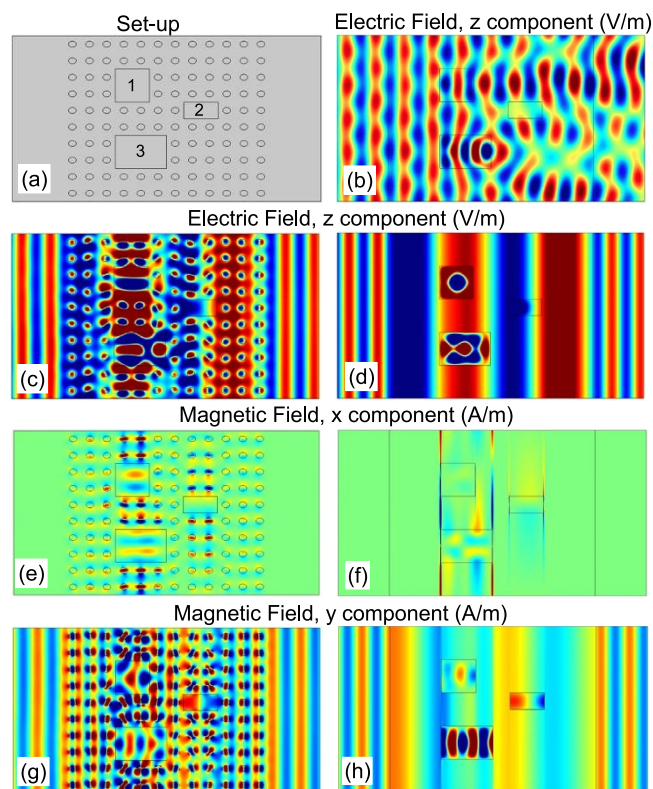 Set-up
Electric Field, z component (V/m)
1
2
3
(a)
(b)
Electric Field, z component (V/m)
(c)
(d)
Magnetic Field, x component (A/m)
(e)
(f)
Magnetic Field, y component (A/m)
(g)
(h)